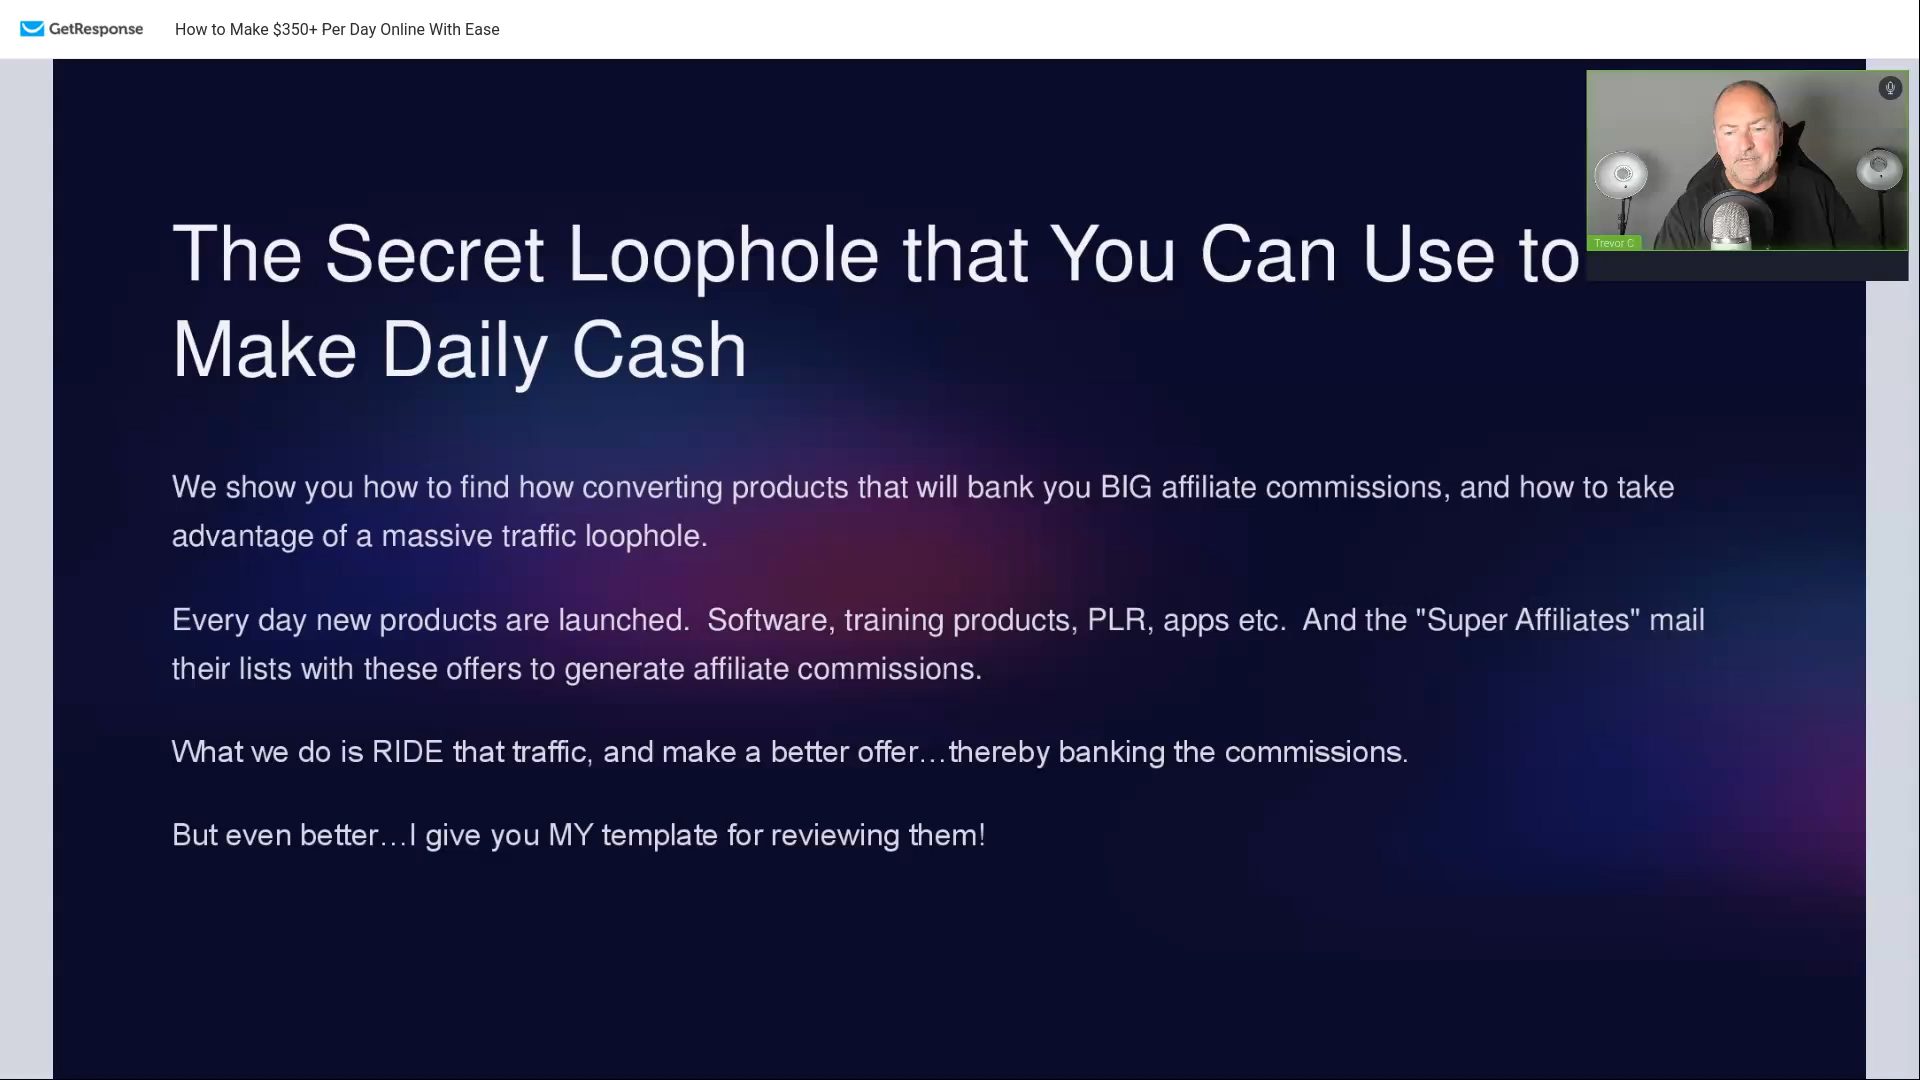 GetResponse How to Make $350+ Per Day Online With Ease
Trevor C
The Secret Loophole that You Can Use to
Make Daily Cash
We show you how to find how converting products that will bank you BIG affiliate commissions, and how to take
advantage of a massive traffic loophole.
Every day new products are launched.  Software, training products, PLR, apps etc.  And the "Super Affiliates" mail
their lists with these offers to generate affiliate commissions.
What we do is RIDE that traffic, and make a better offer…thereby banking the commissions.
But even better…I give you MY template for reviewing them!